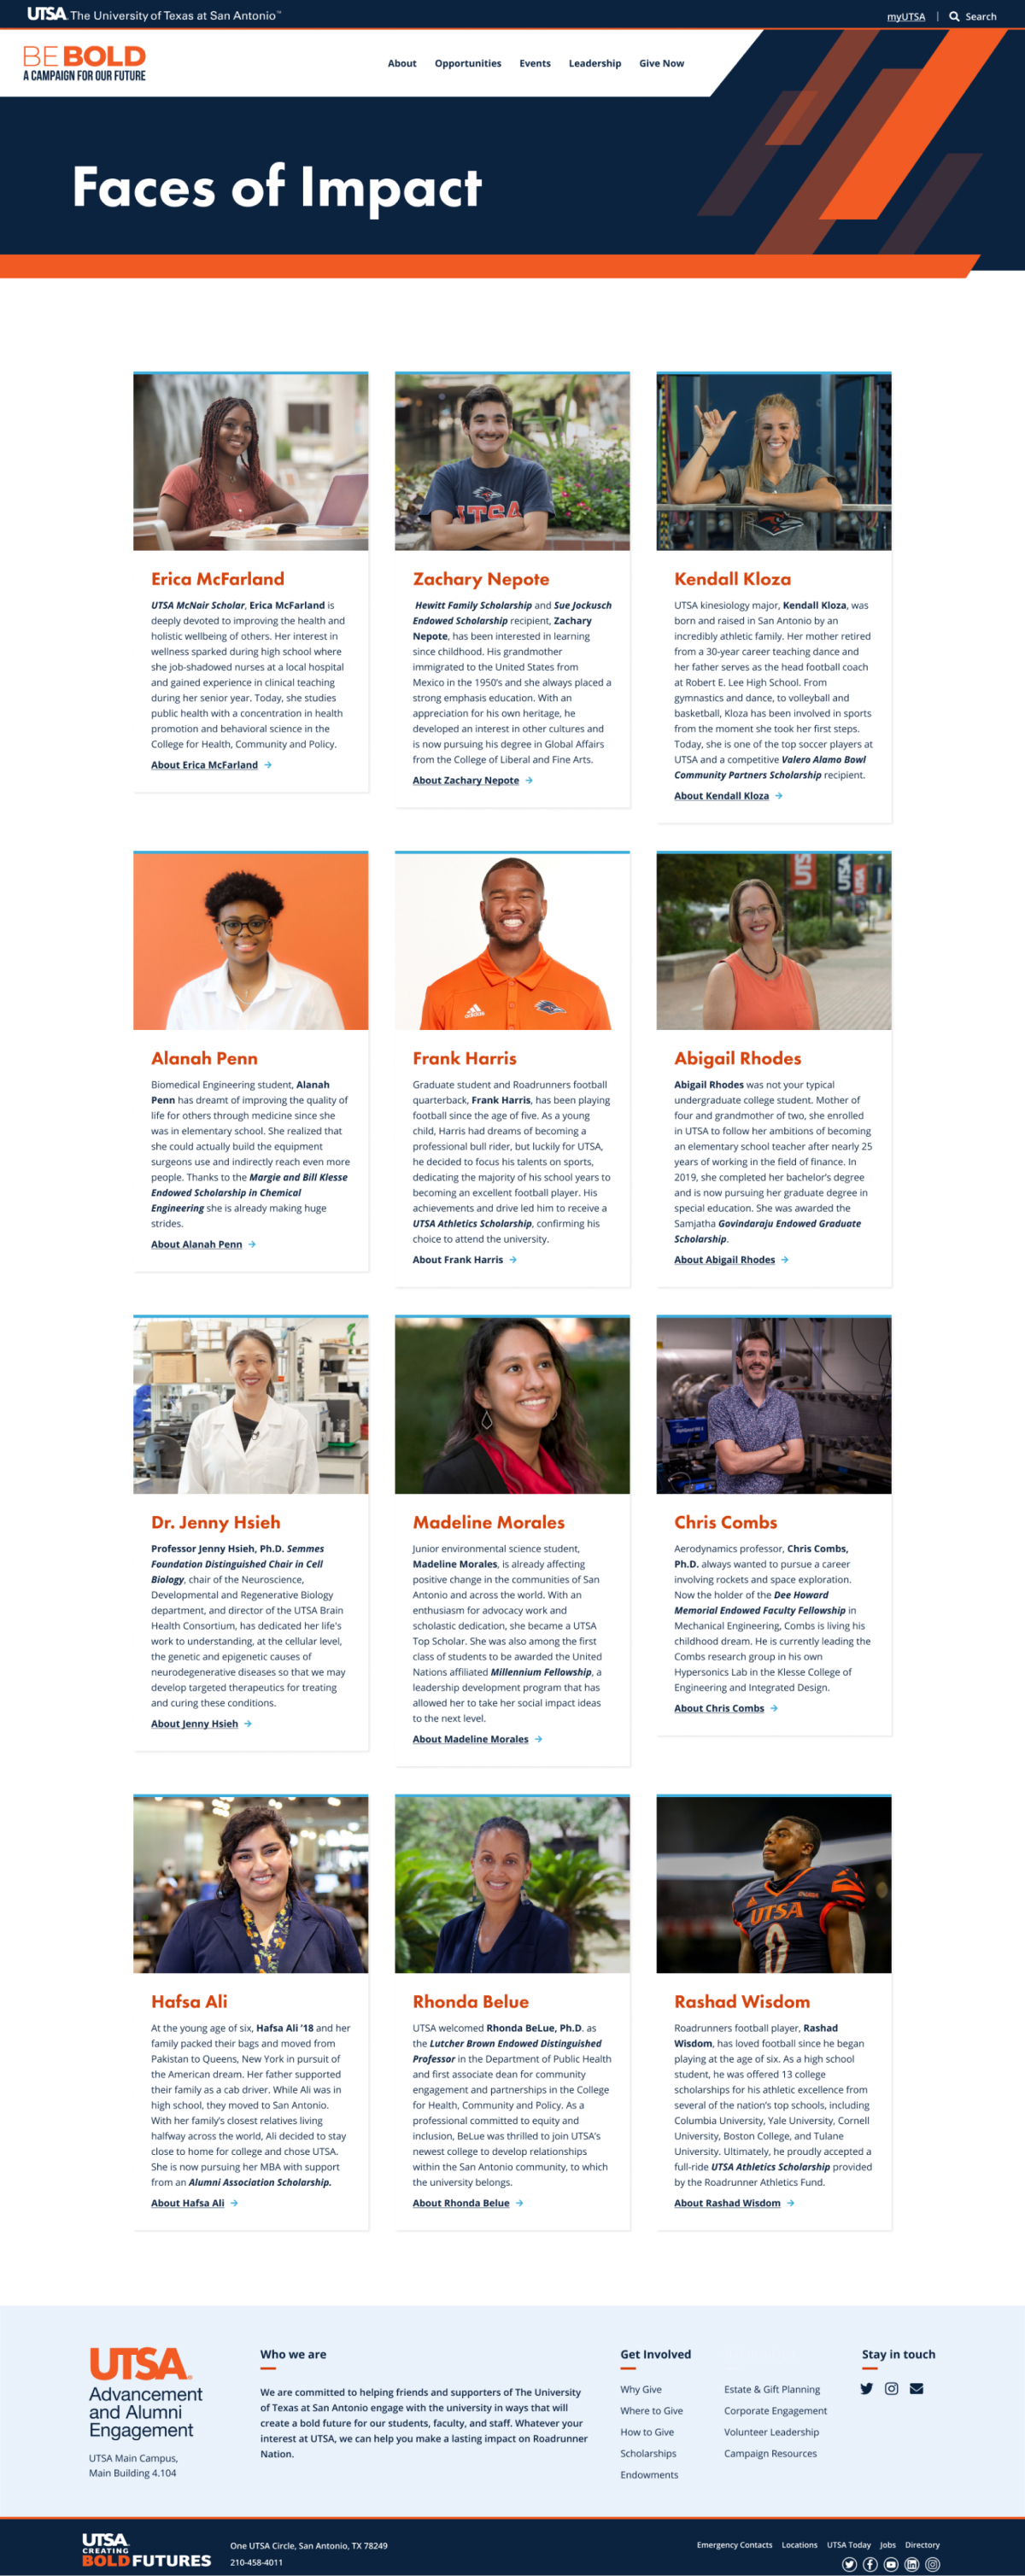 UTSA The University of Texas at San Antonio™
myUTSA | Search
BE BOLD
A CAMPAIGN FOR OUR FUTURE
About Opportunities Events Leadership Give Now
Faces of Impact
UTSA
Erica McFarland
UTSA McNair Scholar, Erica McFarland is
deeply devoted to improving the health and
holistic wellbeing of others. Her interest in
wellness sparked during high school where
she job-shadowed nurses at a local hospital
and gained experience in clinical teaching
during her senior year. Today, she studies
public health with a concentration in health
promotion and behavioral science in the
College for Health, Community and Policy.
About Erica McFarland
Zachary Nepote
Hewitt Family Scholarship and Sue Jockusch
Endowed Scholarship recipient, Zachary
Nepote, has been interested in learning
since childhood. His grandmother
immigrated to the United States from
Mexico in the 1950's and she always placed a
strong emphasis education. With an
appreciation for his own heritage, he
developed an interest in other cultures and
is now pursuing his degree in Global Affairs
from the College of Liberal and Fine Arts.
About Zachary Nepote
Kendall Kloza
UTSA kinesiology major, Kendall Kloza, was
born and raised in San Antonio by an
incredibly athletic family. Her mother retired
from a 30-year career teaching dance and
her father serves as the head football coach
at Robert E. Lee High School. From
gymnastics and dance, to volleyball and
basketball, Kloza has been involved in sports
from the moment she took her first steps.
Today, she is one of the top soccer players at
UTSA and a competitive Valero Alamo Bowl
Community Partners Scholarship recipient.
About Kendall Kloza
adidas
UTS
UTSA
USA
Alanah Penn
Biomedical Engineering student, Alanah
Penn has dreamt of improving the quality of
life for others through medicine since she
was in elementary school. She realized that
she could actually build the equipment
surgeons use and indirectly reach even more
people. Thanks to the Margie and Bill Klesse
Endowed Scholarship in Chemical
Engineering she is already making huge
strides.
About Alanah Penn
Frank Harris
Graduate student and Roadrunners football
quarterback, Frank Harris, has been playing
football since the age of five. As a young
child, Harris had dreams of becoming a
professional bull rider, but luckily for UTSA,
he decided to focus his talents on sports,
dedicating the majority of his school years to
becoming an excellent football player. His
achievements and drive led him to receive a
UTSA Athletics Scholarship, confirming his
choice to attend the university.
About Frank Harris
Abigail Rhodes
Abigail Rhodes was not your typical
undergraduate college student. Mother of
four and grandmother of two, she enrolled
in UTSA to follow her ambitions of becoming
an elementary school teacher after nearly 25
years of working in the field of finance. In
2019, she completed her bachelor's degree
and is now pursuing her graduate degree in
special education. She was awarded the
Samjatha Govindaraju Endowed Graduate
Scholarship.
About Abigail Rhodes
Dr. Jenny Hsieh
Professor Jenny Hsieh, Ph.D. Semmes
Foundation Distinguished Chair in Cell
Biology, chair of the Neuroscience,
Developmental and Regenerative Biology
department, and director of the UTSA Brain
Health Consortium, has dedicated her life's
work to understanding, at the cellular level,
the genetic and epigenetic causes of
neurodegenerative diseases so that we may
develop targeted therapeutics for treating
and curing these conditions.
About Jenny Hsieh
Madeline Morales
Junior environmental science student,
Madeline Morales, is already affecting
positive change in the communities of San
Antonio and across the world. With an
enthusiasm for advocacy work and
scholastic dedication, she became a UTSA
Top Scholar. She was also among the first
class of students to be awarded the United
Nations affiliated Millennium Fellowship, a
leadership development program that has
allowed her to take her social impact ideas
to the next level.
About Madeline Morales
Chris Combs
Aerodynamics professor, Chris Combs,
Ph.D. always wanted to pursue a career
involving rockets and space exploration.
Now the holder of the Dee Howard
Memorial Endowed Faculty Fellowship in
Mechanical Engineering, Combs is living his
childhood dream. He is currently leading the
Combs research group in his own
Hypersonics Lab in the Klesse College of
Engineering and Integrated Design.
About Chris Combs
UTSA
0
Hafsa Ali
At the young age of six, Hafsa Ali '18 and her
family packed their bags and moved from
Pakistan to Queens, New York in pursuit of
the American dream. Her father supported
their family as a cab driver. While Ali was in
high school, they moved to San Antonio.
With her family's closest relatives living
halfway across the world, Ali decided to stay
close to home for college and chose UTSA.
She is now pursuing her MBA with support
from an Alumni Association Scholarship.
About Hafsa Ali
Rhonda Belue
UTSA welcomed Rhonda BeLue, Ph.D. as
the Lutcher Brown Endowed Distinguished
Professor in the Department of Public Health
and first associate dean for community
engagement and partnerships in the College
for Health, Community and Policy. As a
professional committed to equity and
inclusion, BeLue was thrilled to join UTSA's
newest college to develop relationships
within the San Antonio community, to which
the university belongs.
About Rhonda Belue
Rashad Wisdom
Roadrunners football player, Rashad
Wisdom, has loved football since he began
playing at the age of six. As a high school
student, he was offered 13 college
scholarships for his athletic excellence from
several of the nation's top schools, including
Columbia University, Yale University, Cornell
University, Boston College, and Tulane
University. Ultimately, he proudly accepted a
full-ride UTSA Athletics Scholarship provided
by the Roadrunner Athletics Fund.
About Rashad Wisdom
UTSA
Advancement
and Alumni
Engagement
UTSA Main Campus,
Main Building 4.104
Who we are
We are committed to helping friends and supporters of The University
of Texas at San Antonio engage with the university in ways that will
create a bold future for our students, faculty, and staff. Whatever your
interest at UTSA, we can help you make a lasting impact on Roadrunner
Nation.
Get Involved
Why Give
Where to Give
How to Give
Scholarships
Endowments
Estate & Gift Planning
Corporate Engagement
Volunteer Leadership
Campaign Resources
Stay in touch
UTSA
CREATING
BOLD FUTURES
One UTSA Circle, San Antonio, TX 78249
210-458-4011
Emergency Contacts Locations UTSA Today Jobs Directory